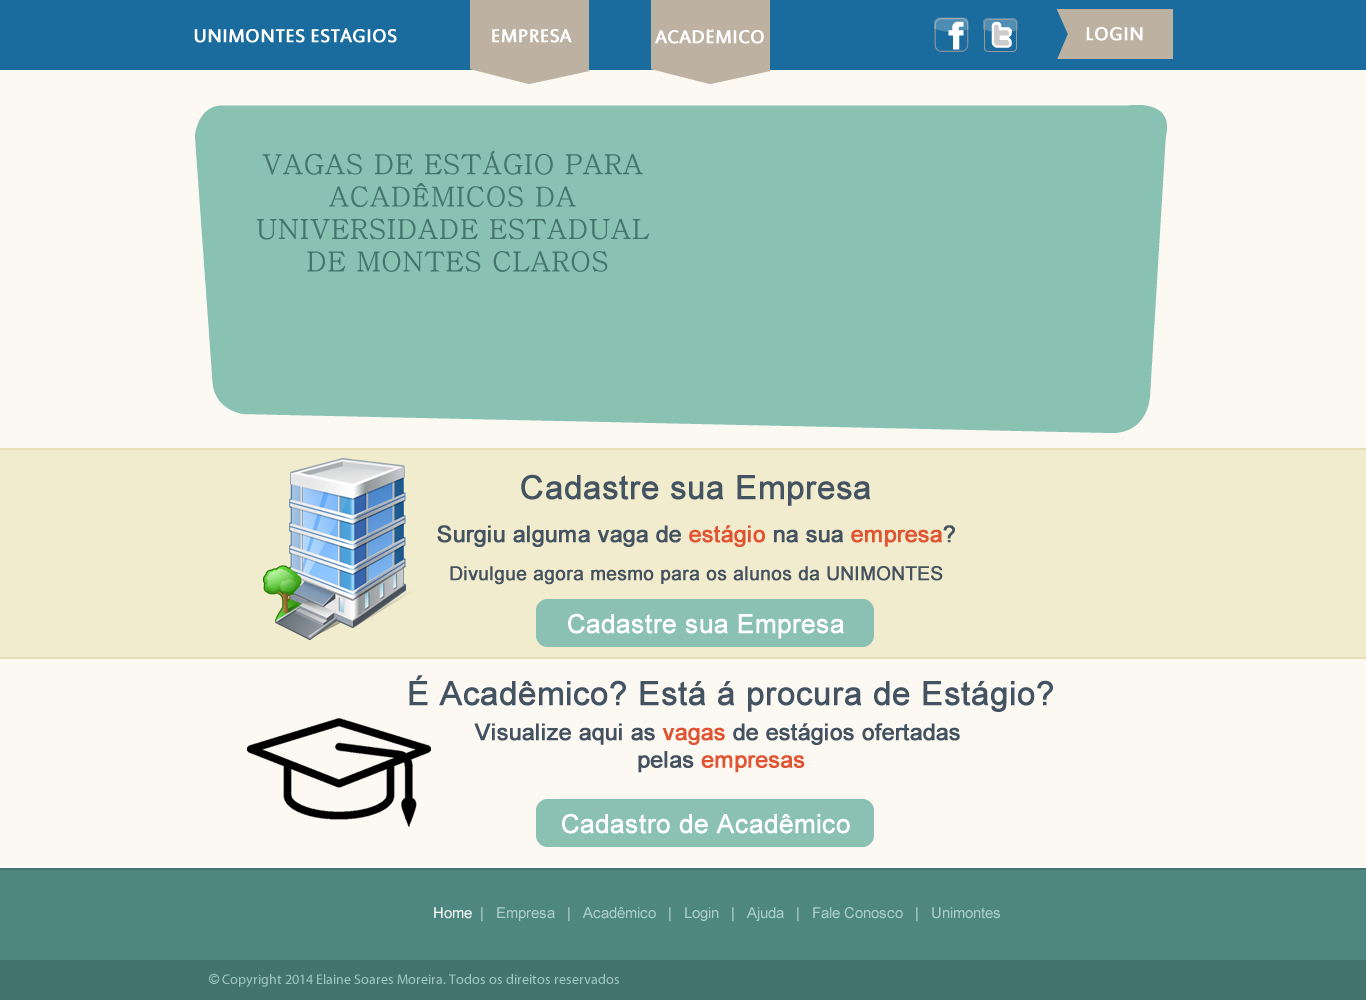 UNIMONTES ESTAGIOS
EMPRESA
ACADEMICO
LOGIN
VAGAS DE ESTÁGIO PARA
ACADÊMICOS DA
UNIVERSIDADE ESTADUAL
DE MONTES CLAROS
Cadastre sua Empresa
Surgiu alguma vaga de estágio na sua empresa?
Divulgue agora mesmo para os alunos da UNIMONTES
Cadastre sua Empresa
É Acadêmico? Está á procura de Estágio?
Visualize aqui as vagas de estágios ofertadas
pelas empresas
Cadastro de Acadêmico
Home | Empresa | Acadêmico | Login | Ajuda | Fale Conosco | Unimontes
© Copyright 2014 Elaine Soares Moreira. Todos os direitos reservados